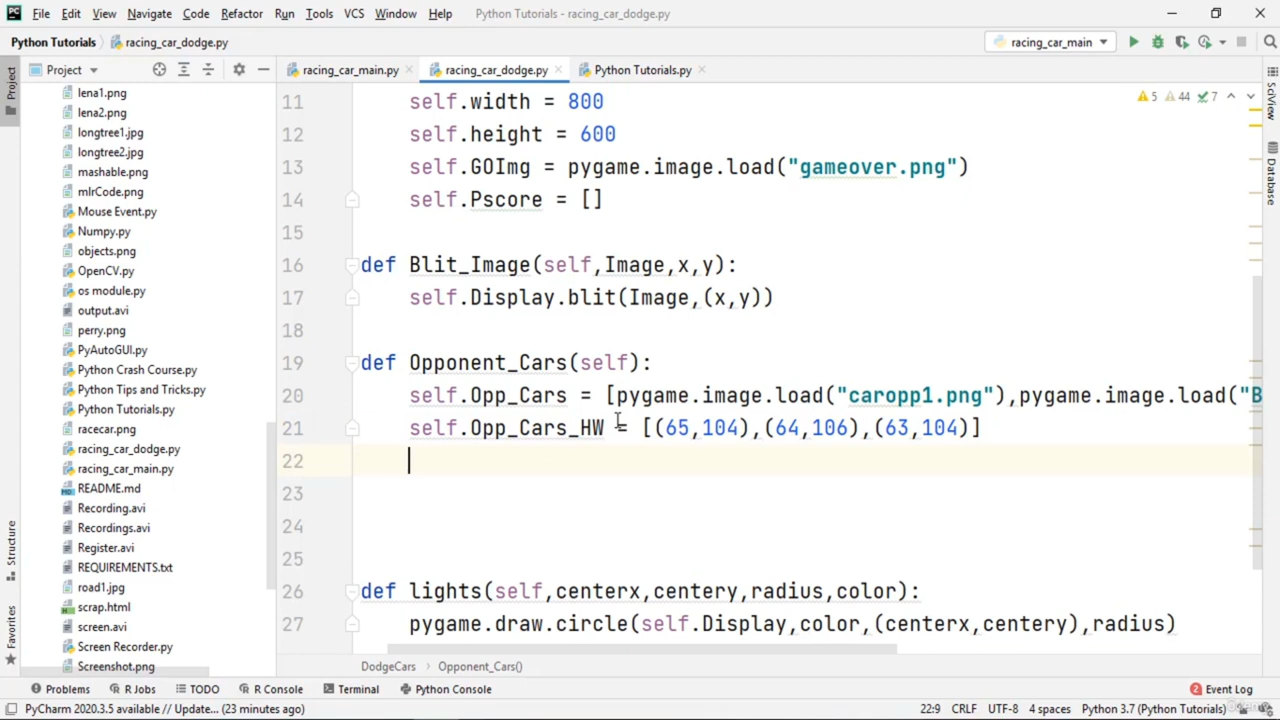 PC File Edit View Navigate Code Refactor Run Tools VCS Window Help Python Tutorials - racing_car_dodge.py
Python Tutorials racing_car_dodge.py racing_car_main
Project racing_car_main.py racing_car_dodge.py Python Tutorials.py
Project
Structure
Favorites
SciView
Database
lena1.png
lena2.png
longtree1.jpg
longtree2.jpg
mashable.png
mlrCode.png
Mouse Event.py
Numpy.py
objects.png
OpenCV.py
os module.py
output.avi
perry.png
PyAutoGUI.py
Python Crash Course.py
Python Tips and Tricks.py
Python Tutorials.py
racecar.png
racing_car_dodge.py
racing_car_main.py
README.md
Recording.avi
Recordings.avi
Register.avi
REQUIREMENTS.txt
road1.jpg
scrap.html
screen.avi
Screen Recorder.py
Screenshot.png
5 44 7
11 self.width = 800
12 self.height = 600
13 self.GOImg = pygame.image.load("gameover.png")
14 self.Pscore = []
15
16 def Blit_Image(self,Image,x,y):
17 self.Display.blit(Image,(x,y))
18
19 def Opponent_Cars(self):
20 self.Opp_Cars = [pygame.image.load("caropp1.png"),pygame.image.load("B
21 self.Opp_Cars_HW = [(65,104),(64,106),(63,104)]
22
23
24
25
26 def lights(self,centerx,centery,radius,color):
27 pygame.draw.circle(self.Display,color,(centerx,centery),radius)
DodgeCars Opponent_Cars()
Problems R Jobs TODO R Console Terminal Python Console 2 Event Log
PyCharm 2020.3.5 available // Update... (23 minutes ago) 22:9 CRLF UTF-8 4 spaces Python 3.7 (Python Tutorials)